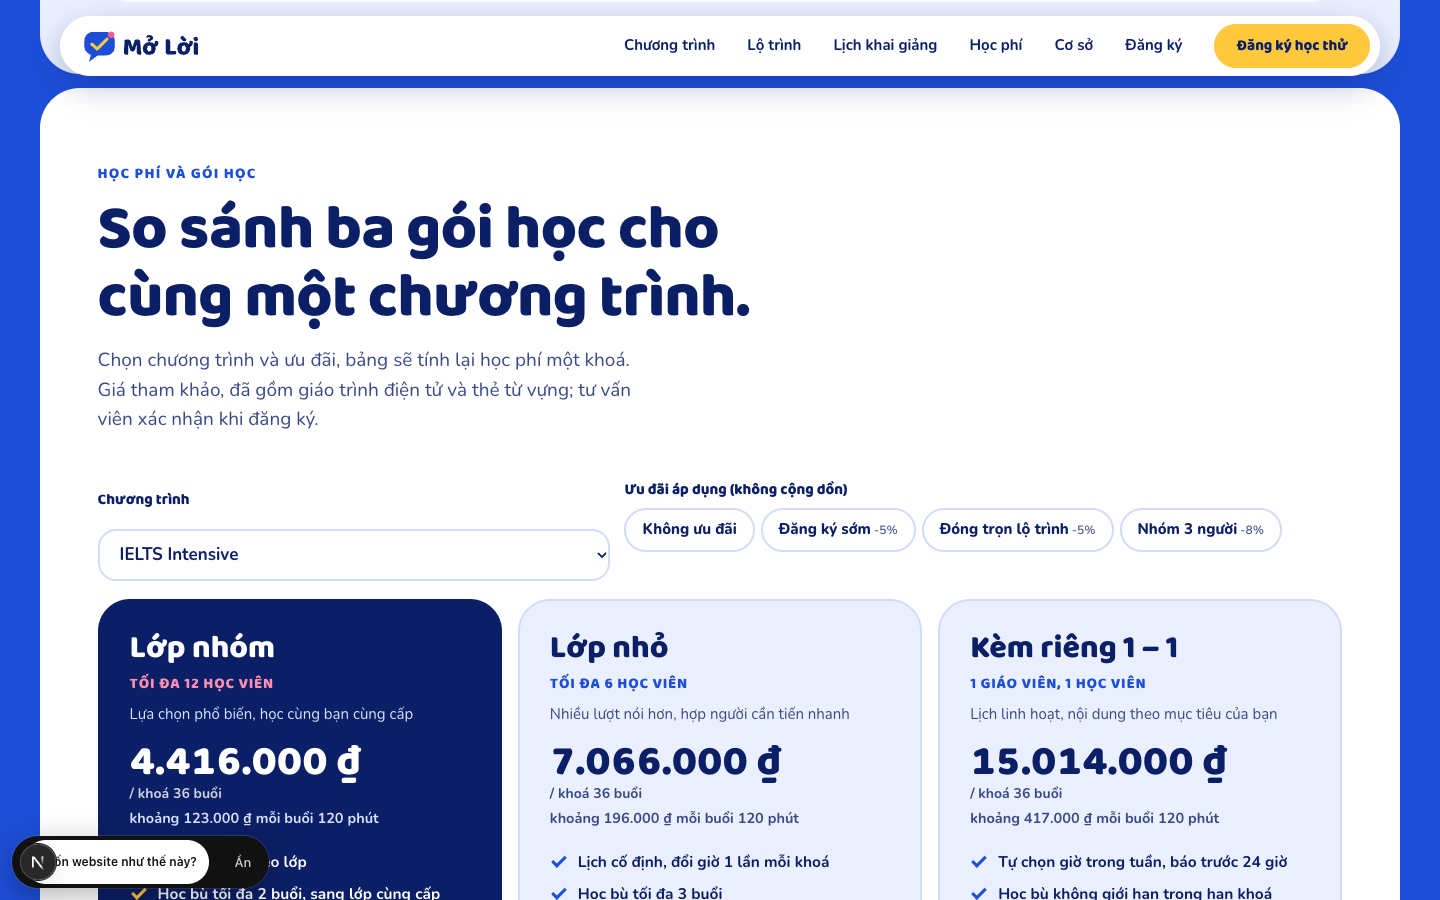 Mở Lời
Chương trình
Lộ trình
Lịch khai giảng
Học phí
Cơ sở
Đăng ký
Đăng ký học thử
HỌC PHÍ VÀ GÓI HỌC
So sánh ba gói học cho
cùng một chương trình.
Chọn chương trình và ưu đãi, bảng sẽ tính lại học phí một khoá.
Giá tham khảo, đã gồm giáo trình điện tử và thẻ từ vựng; tư vấn
viên xác nhận khi đăng ký.
Chương trình
IELTS Intensive
Ưu đãi áp dụng (không cộng dồn)
Không ưu đãi
Đăng ký sớm -5%
Đóng trọn lộ trình -5%
Nhóm 3 người -8%
Lớp nhóm
TỐI ĐA 12 HỌC VIÊN
Lựa chọn phổ biến, học cùng bạn cùng cấp
4.416.000 ₫
/ khoá 36 buổi
khoảng 123.000 ₫ mỗi buổi 120 phút
lớp
Học bù tối đa 2 buổi, sang lớp cùng cấp
Lớp nhỏ
TỐI ĐA 6 HỌC VIÊN
Nhiều lượt nói hơn, hợp người cần tiến nhanh
7.066.000 ₫
/ khoá 36 buổi
khoảng 196.000 ₫ mỗi buổi 120 phút
Lịch cố định, đổi giờ 1 lần mỗi khoá
Học bù tối đa 3 buổi
Kèm riêng 1 – 1
1 GIÁO VIÊN, 1 HỌC VIÊN
Lịch linh hoạt, nội dung theo mục tiêu của bạn
15.014.000 ₫
/ khoá 36 buổi
khoảng 417.000 ₫ mỗi buổi 120 phút
Tự chọn giờ trong tuần, báo trước 24 giờ
Học bù không giới hạn trong hạn khoá
N
website như thế này?
Ẩn